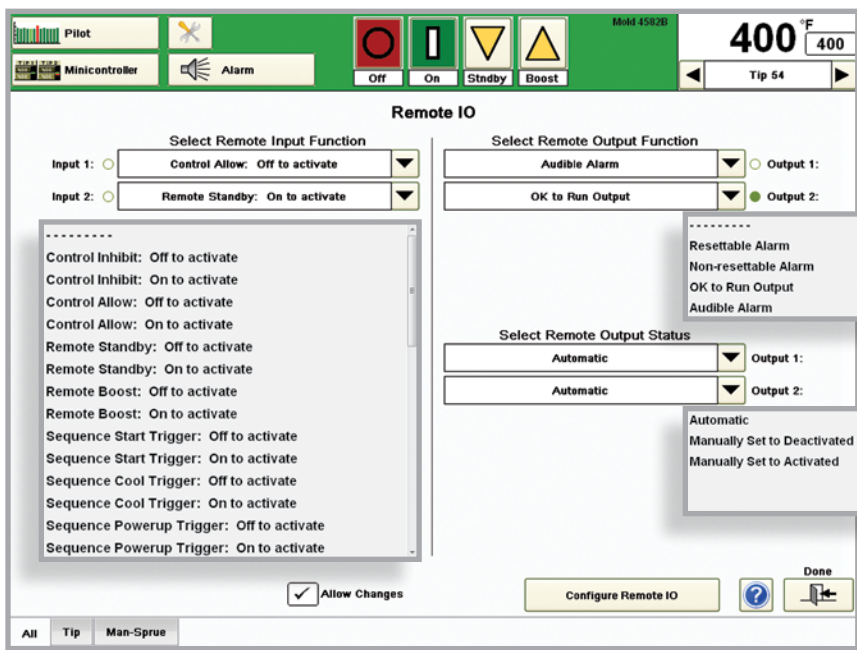 Pilot
Minicontroller
Alarm
Off
On
Stndby
Boost
Mold 4582B
400 °F
400
Tip 54
Remote IO
Select Remote Input Function
Input 1: Control Allow: Off to activate
Input 2: Remote Standby: On to activate
- - - - - - - - -
Control Inhibit: Off to activate
Control Inhibit: On to activate
Control Allow: Off to activate
Control Allow: On to activate
Remote Standby: Off to activate
Remote Standby: On to activate
Remote Boost: Off to activate
Remote Boost: On to activate
Sequence Start Trigger: Off to activate
Sequence Start Trigger: On to activate
Sequence Cool Trigger: Off to activate
Sequence Cool Trigger: On to activate
Sequence Powerup Trigger: Off to activate
Sequence Powerup Trigger: On to activate
Select Remote Output Function
Audible Alarm Output 1:
OK to Run Output Output 2:
- - - - - - - - -
Resettable Alarm
Non-resettable Alarm
OK to Run Output
Audible Alarm
Select Remote Output Status
Automatic Output 1:
Automatic Output 2:
Automatic
Manually Set to Deactivated
Manually Set to Activated
Allow Changes
Configure Remote IO
?
Done
All Tip Man-Sprue